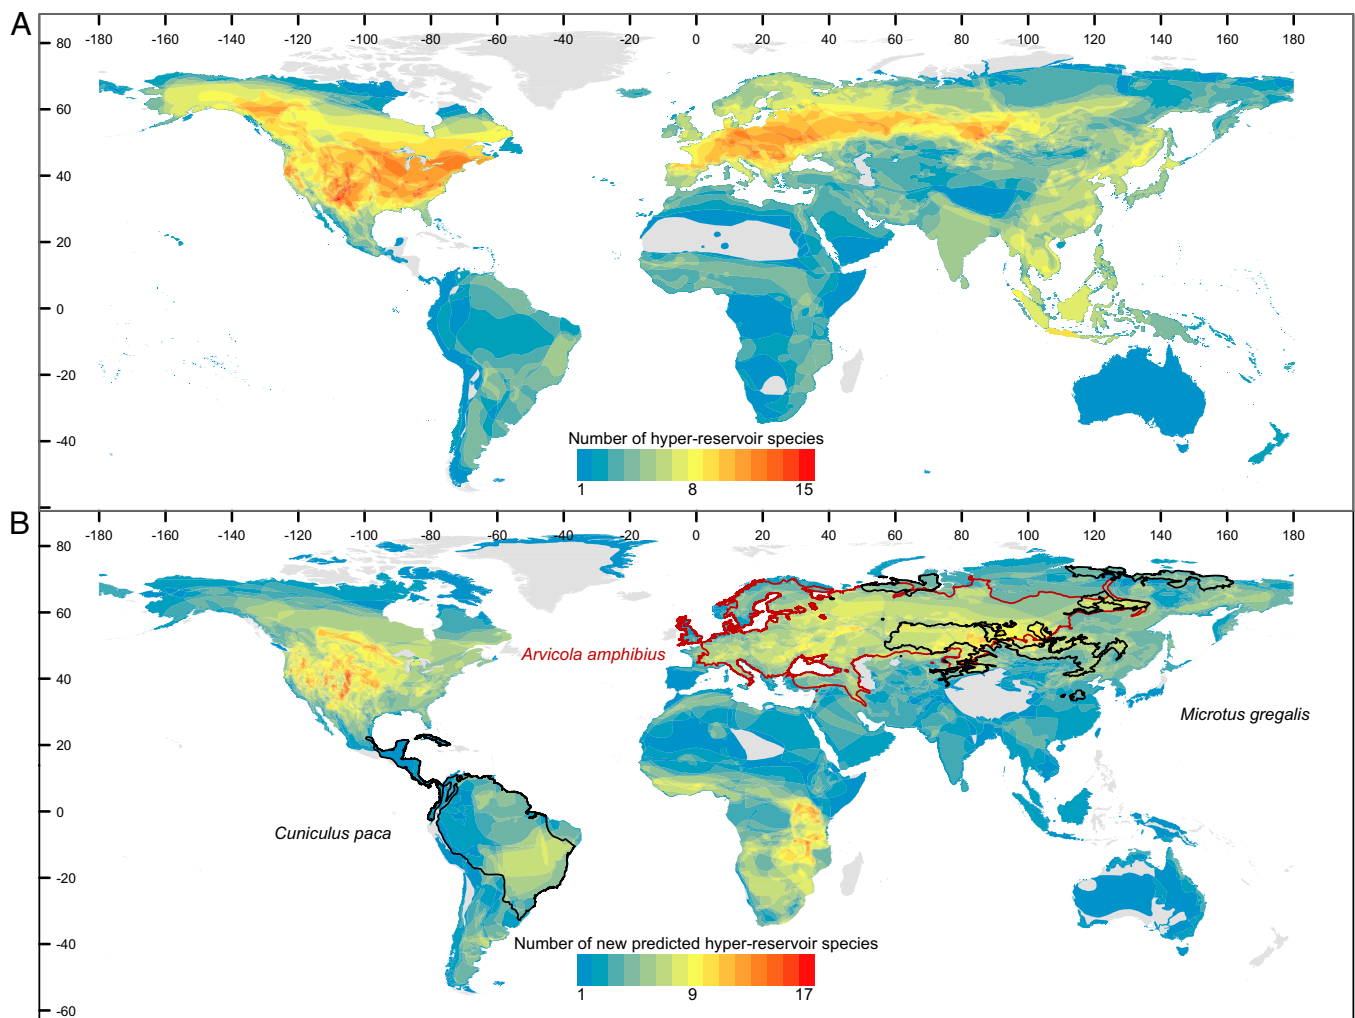 A
-180 -160 -140 -120 -100 -80 -60 -40 -20 0 20 40 60 80 100 120 140 160 180
80
60
40
20
0
-20
-40
Number of hyper-reservoir species
1 8 15
B
-180 -160 -140 -120 -100 -80 -60 -40 -20 0 20 40 60 80 100 120 140 160 180
80
60
40
20
0
-20
-40
-60
Arvicola amphibius
Microtus gregalis
Cuniculus paca
Number of new predicted hyper-reservoir species
1 9 17